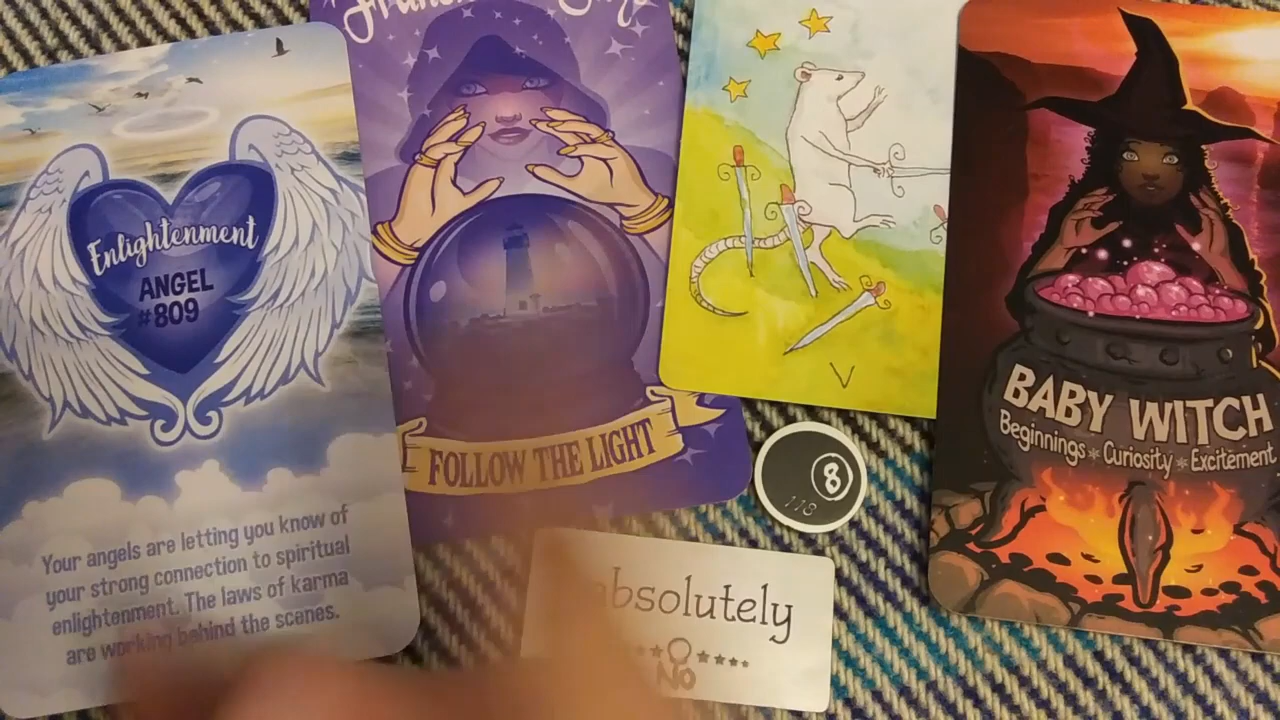 Enlightenment
ANGEL
#809
Your angels are letting you know of
your strong connection to spiritual
enlightenment. The laws of karma
are working behind the scenes.
FOLLOW THE LIGHT
V
8
118
absolutely
NO
BABY WITCH
Beginnings * Curiosity * Excitement